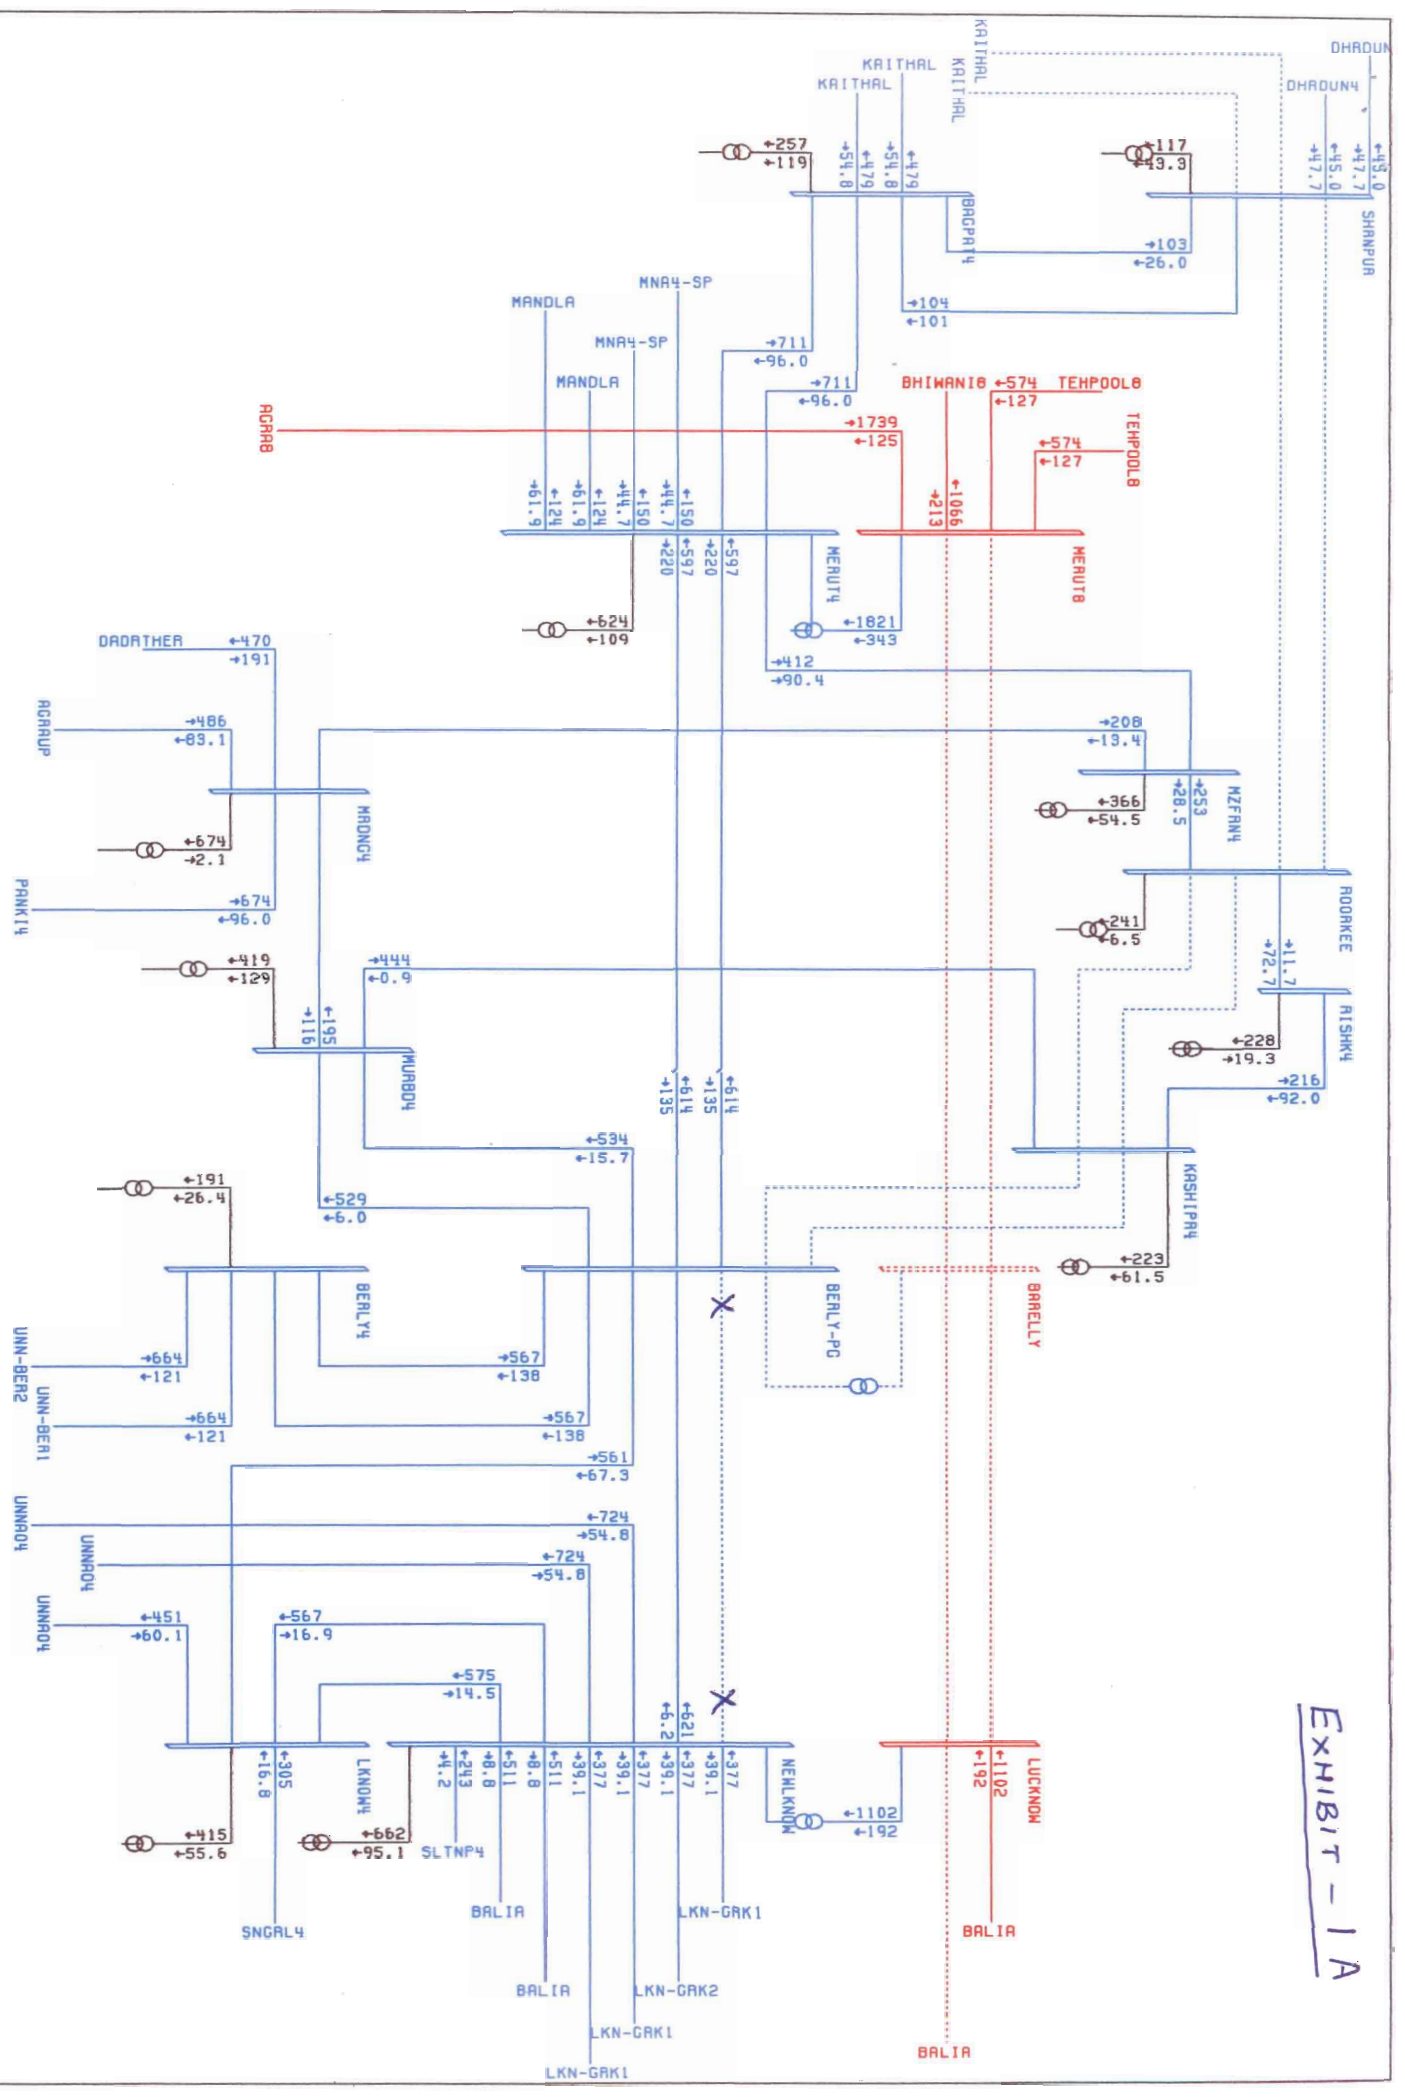 EXHIBIT - 1A
KAITHAL
KAITHAL
KAITHAL
KAITHAL
DHRDUN
DHRDUN4
←257
←119
→54.8
←479
→54.8
←479
←117
←43.3
→47.7
←45.0
→47.7
←45.0
BAGPAT4
SHRNPUR
→103
←26.0
→104
←101
MNA4-SP
MANDLA
MNA4-SP
MANDLA
→711
←96.0
→711
←96.0
BHIWANI8
←574
←127
TEHPOOL8
TEHPOOL8
←574
←127
AGRA8
→1739
←125
→61.9
←124
→61.9
←124
→44.7
←150
→44.7
←150
→213
←1066
→220
←597
→220
←597
MERUT4
MERUT8
←624
←109
←1821
←343
→412
→90.4
DADRTHER
←470
→191
AGRAUP
→486
←83.1
→208
←13.4
MRDNG4
MZFRN4
→28.5
→253
←366
←54.5
←674
→2.1
PANKI4
→674
←96.0
ROORKEE
←241
←6.5
→72.7
→11.7
←419
←129
→444
←0.9
→116
←195
MURBD4
RISHK4
←228
→19.3
→216
←92.0
→135
←614
→135
←614
←534
←15.7
KASHIPR4
←191
←26.4
←529
←6.0
←223
←61.5
BERLY4
BERLY-PG
BARELLY
UNN-BER2
→664
←121
→567
←138
UNN-BER1
→664
←121
→567
←138
→561
←67.3
UNNAO4
←724
→54.8
UNNAO4
←724
→54.8
UNNAO4
←451
→60.1
←567
→16.9
←575
→14.5
←6.2
←621
LKNOW4
NEWLKNOW
LUCKNOW
←16.8
←305
←4.2
←243
←8.8
←511
←8.8
←511
←39.1
←377
←39.1
←377
←39.1
←377
←39.1
←377
←192
←1102
←415
←55.6
←662
←95.1
←1102
←192
SLTNP4
SNGRL4
BALIA
LKN-GRK1
BALIA
BALIA
LKN-GRK2
LKN-GRK1
BALIA
LKN-GRK1